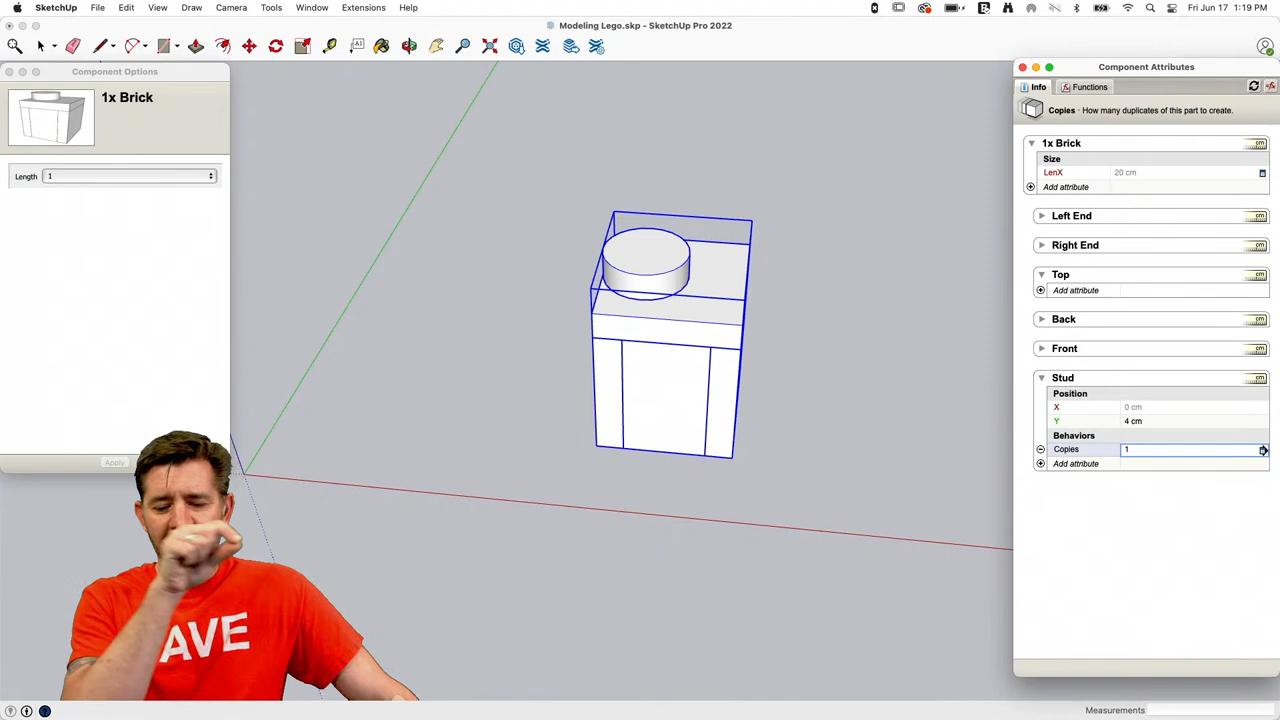 SketchUp File Edit View Draw Camera Tools Window Extensions Help
Fri Jun 17 1:19 PM
Modeling Lego.skp - SketchUp Pro 2022
Component Options
1x Brick
Length 1
Apply
Component Attributes
Info Functions
Copies - How many duplicates of this part to create.
1x Brick
Size
LenX 20 cm
Add attribute
Left End
Right End
Top
Add attribute
Back
Front
Stud
Position
X 0 cm
Y 4 cm
Behaviors
Copies 1
Add attribute
AVE
Measurements